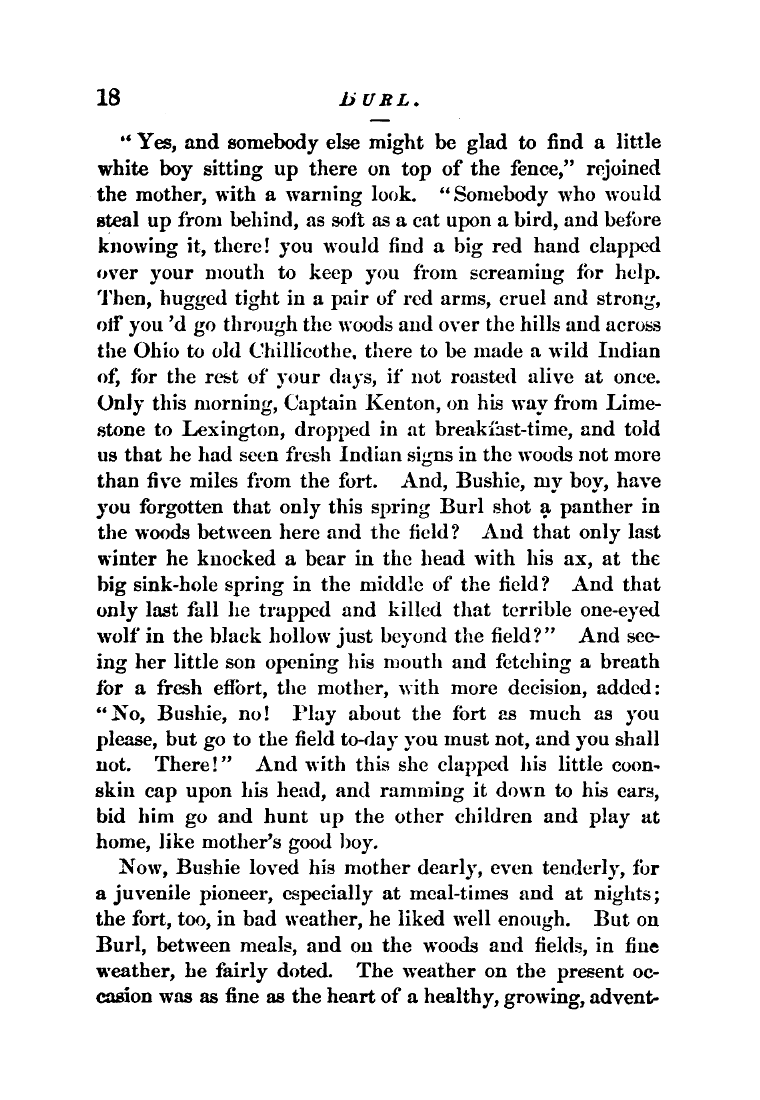 18 BURL.
“ Yes, and somebody else might be glad to find a little
white boy sitting up there on top of the fence,” rejoined
the mother, with a warning look. “Somebody who would
steal up from behind, as soft as a cat upon a bird, and before
knowing it, there! you would find a big red hand clapped
over your mouth to keep you from screaming for help.
Then, hugged tight in a pair of red arms, cruel and strong,
off you 'd go through the woods and over the hills and across
the Ohio to old Chillicothe, there to be made a wild Indian
of, for the rest of your days, if not roasted alive at once.
Only this morning, Captain Kenton, on his way from Lime-
stone to Lexington, dropped in at breakfast-time, and told
us that he had seen fresh Indian signs in the woods not more
than five miles from the fort. And, Bushie, my boy, have
you forgotten that only this spring Burl shot a panther in
the woods between here and the field? And that only last
winter he knocked a bear in the head with his ax, at the
big sink-hole spring in the middle of the field? And that
only last fall he trapped and killed that terrible one-eyed
wolf in the black hollow just beyond the field?” And see-
ing her little son opening his mouth and fetching a breath
for a fresh effort, the mother, with more decision, added:
“No, Bushie, no! Play about the fort as much as you
please, but go to the field to-day you must not, and you shall
not. There!” And with this she clapped his little coon-
skin cap upon his head, and ramming it down to his ears,
bid him go and hunt up the other children and play at
home, like mother's good boy.
Now, Bushie loved his mother dearly, even tenderly, for
a juvenile pioneer, especially at meal-times and at nights;
the fort, too, in bad weather, he liked well enough. But on
Burl, between meals, and on the woods and fields, in fine
weather, he fairly doted. The weather on the present oc-
casion was as fine as the heart of a healthy, growing, advent-